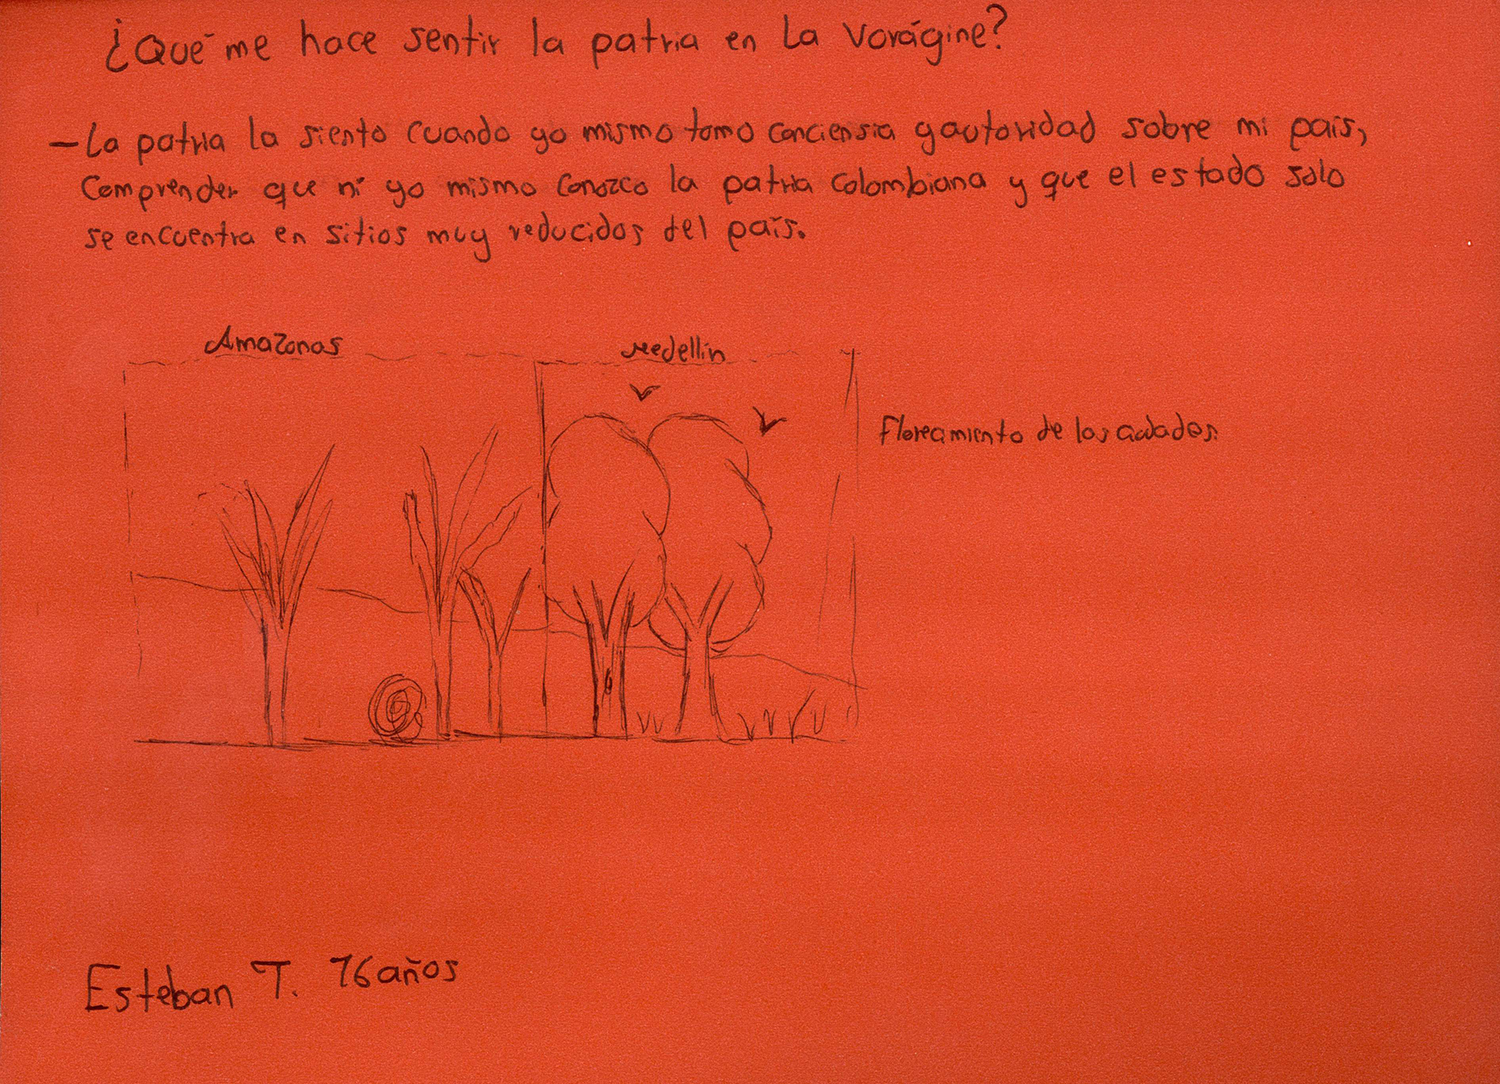 ¿Qué me hace sentir la patria en La Vorágine?
- La patria la siento cuando yo mismo tomo conciensia y autoridad sobre mi país,
Comprender que ni yo mismo conozco la patria colombiana y que el estado solo
se encuentra en sitios muy reducidos del país.
Amazonas
Medellín
Floreamiento de las
Esteban T. 16 años